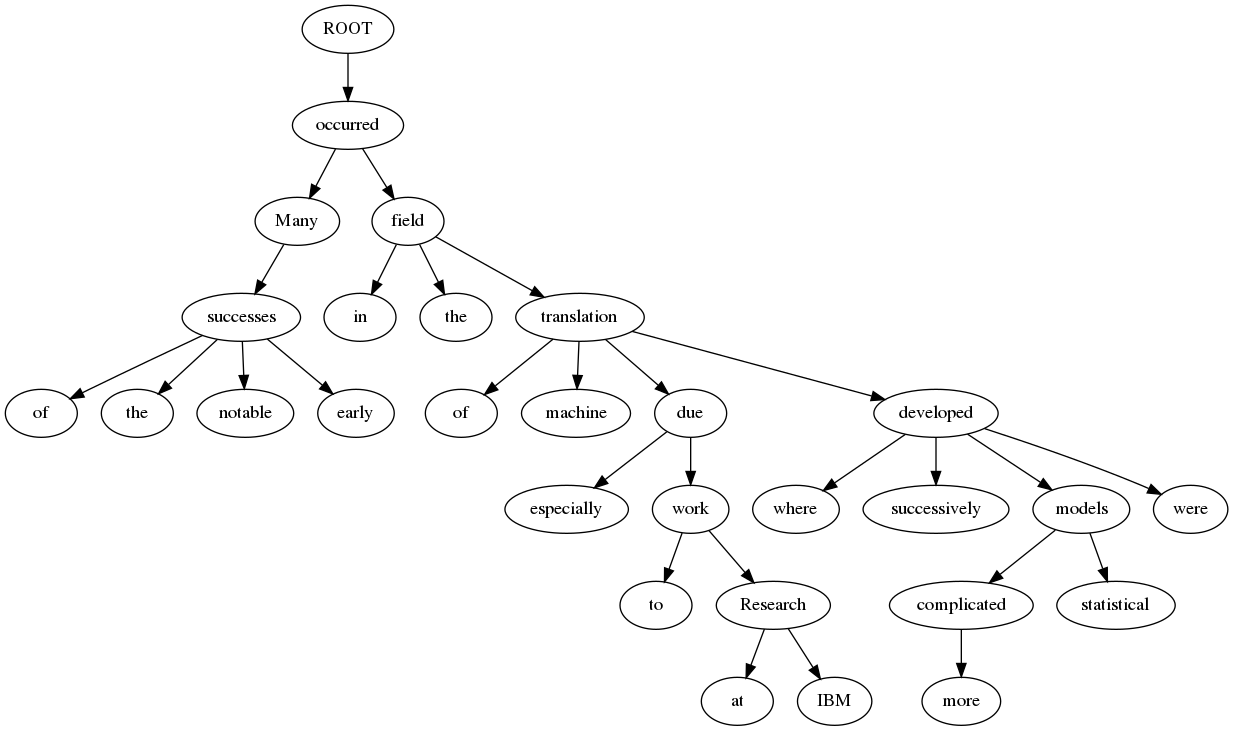 ROOT
occurred
Many field
successes in the translation
of the notable early of machine due developed
especially work where successively models were
to Research complicated statistical
at IBM more